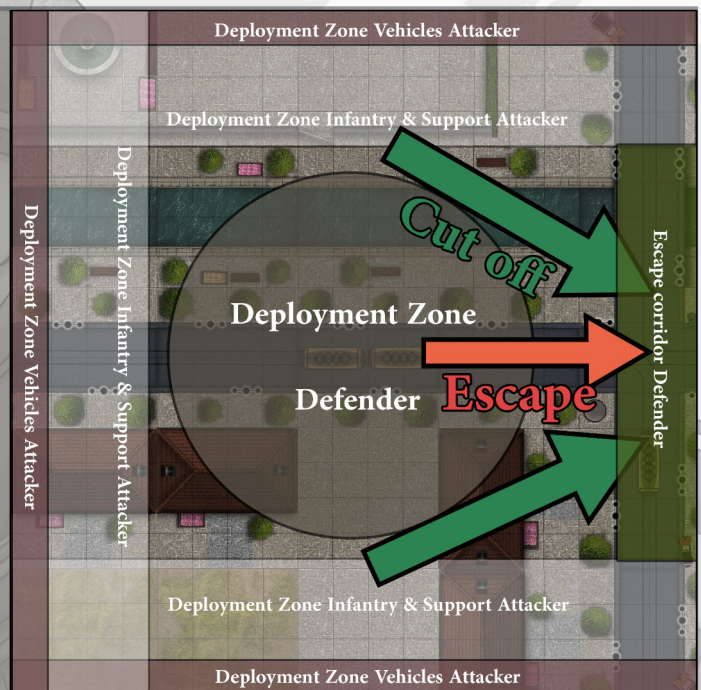 Deployment Zone Vehicles Attacker
Deployment Zone Infantry & Support Attacker
Deployment Zone Vehicles Attacker
Deployment Zone Infantry & Support Attacker
Cut off
Deployment Zone
Defender
Escape
Escape corridor Defender
Deployment Zone Infantry & Support Attacker
Deployment Zone Vehicles Attacker